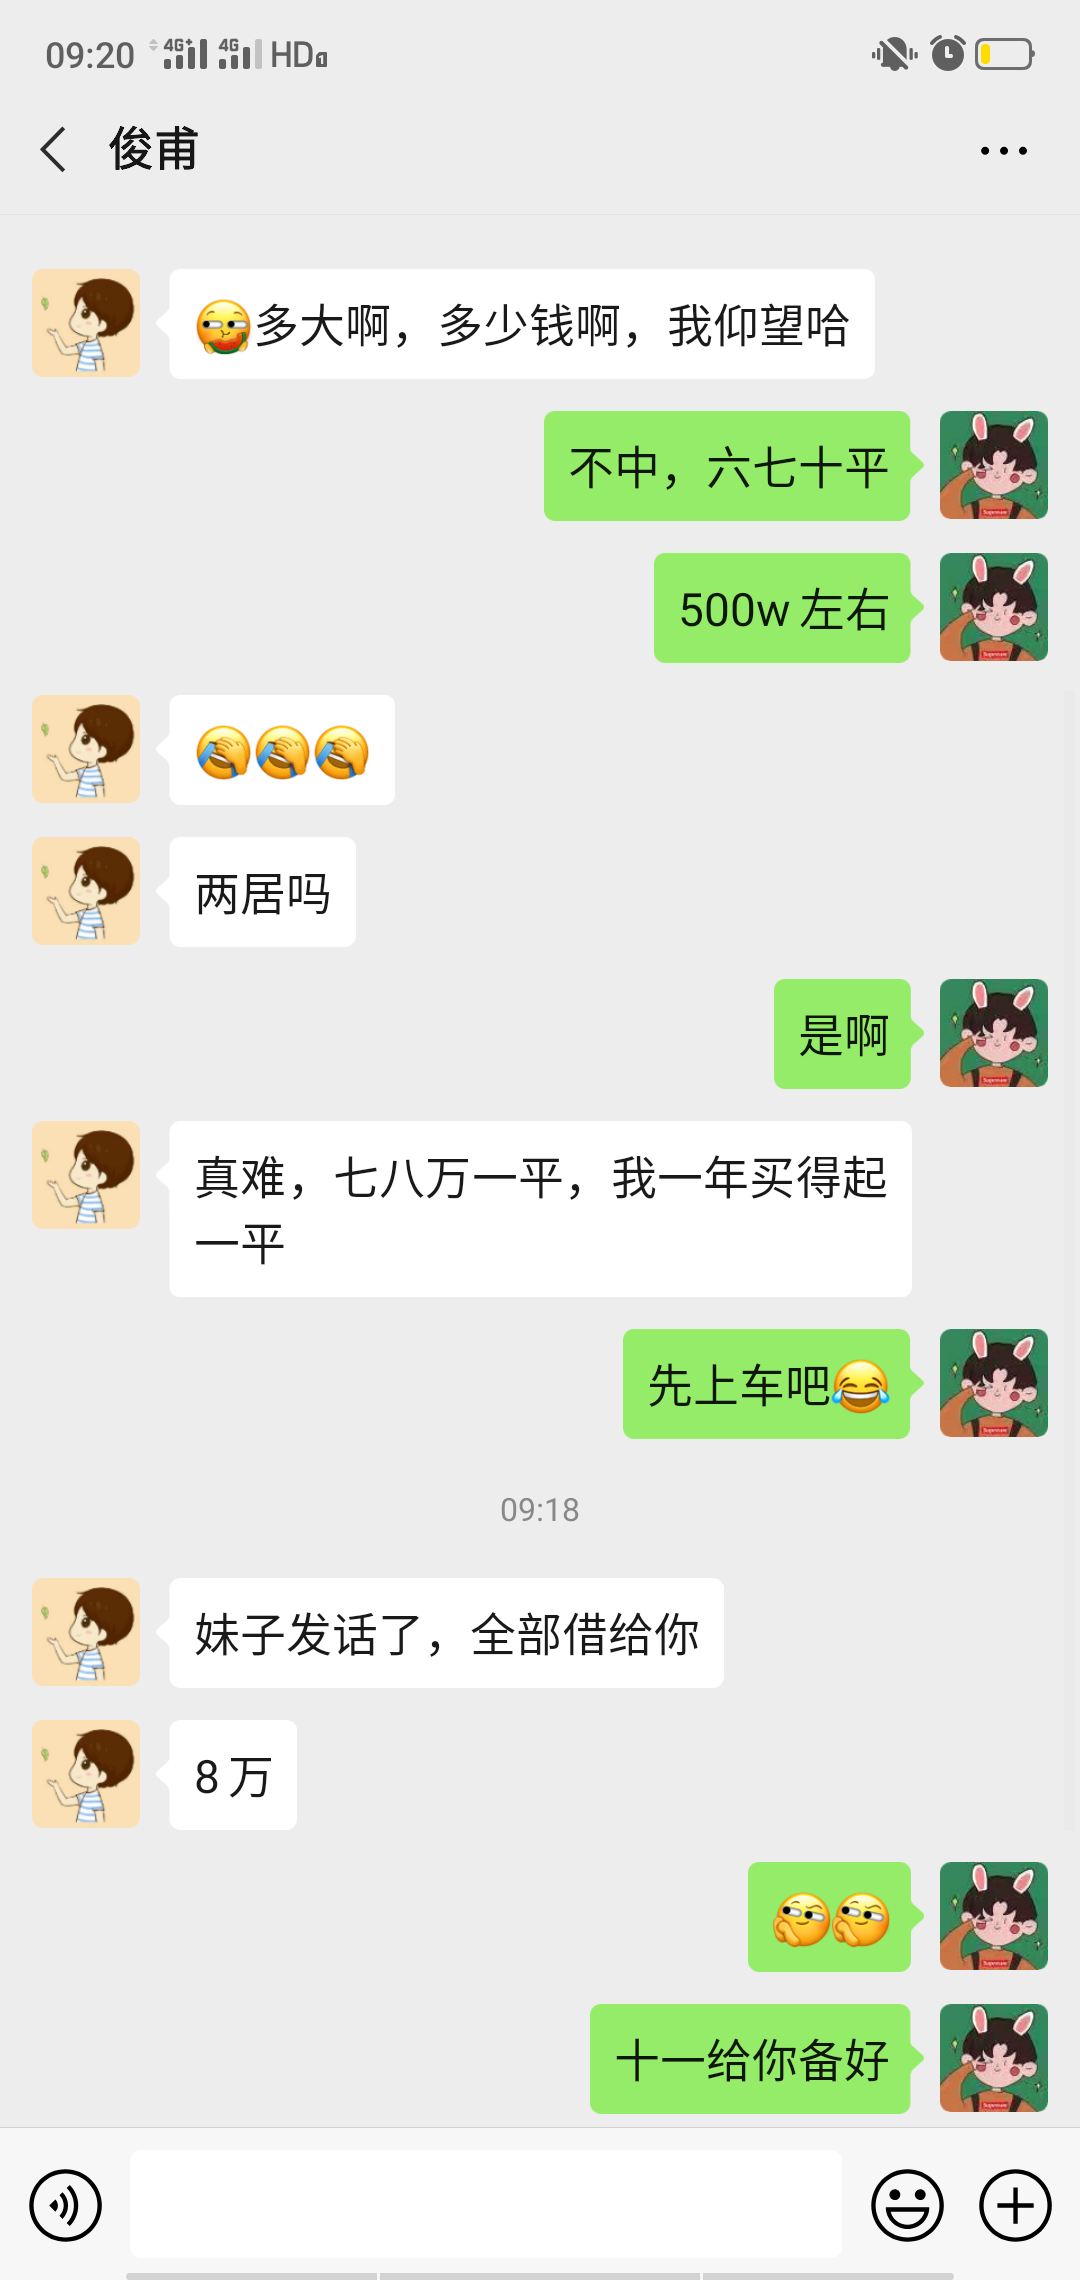 09:20 4G+ 4G HD1
俊甫
多大啊，多少钱啊，我仰望哈
不中，六七十平
500w 左右
两居吗
是啊
真难，七八万一平，我一年买得起
一平
先上车吧
09:18
妹子发话了，全部借给你
8 万
十一给你备好